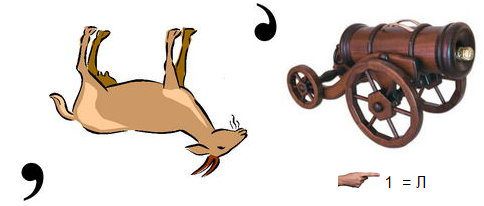 ,
,
1 = Л